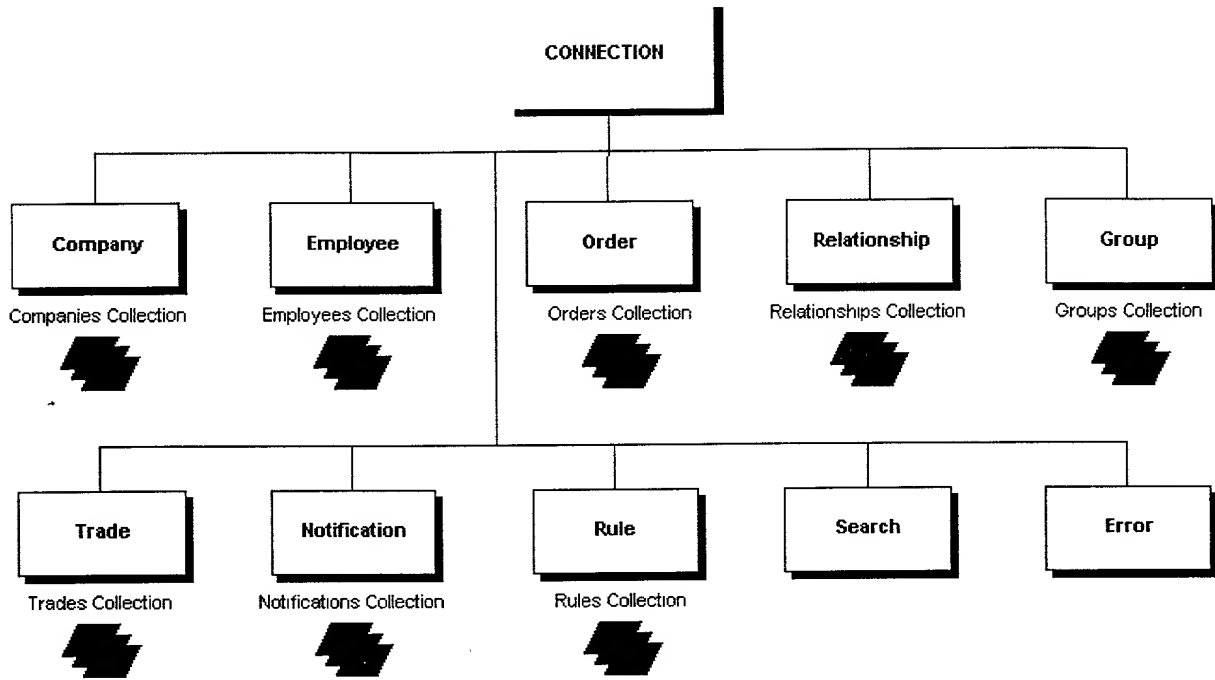 CONNECTION
Company
Employee
Order
Relationship
Group
Companies Collection
Employees Collection
Orders Collection
Relationships Collection
Groups Collection
Trade
Notification
Rule
Search
Error
Trades Collection
Notifications Collection
Rules Collection